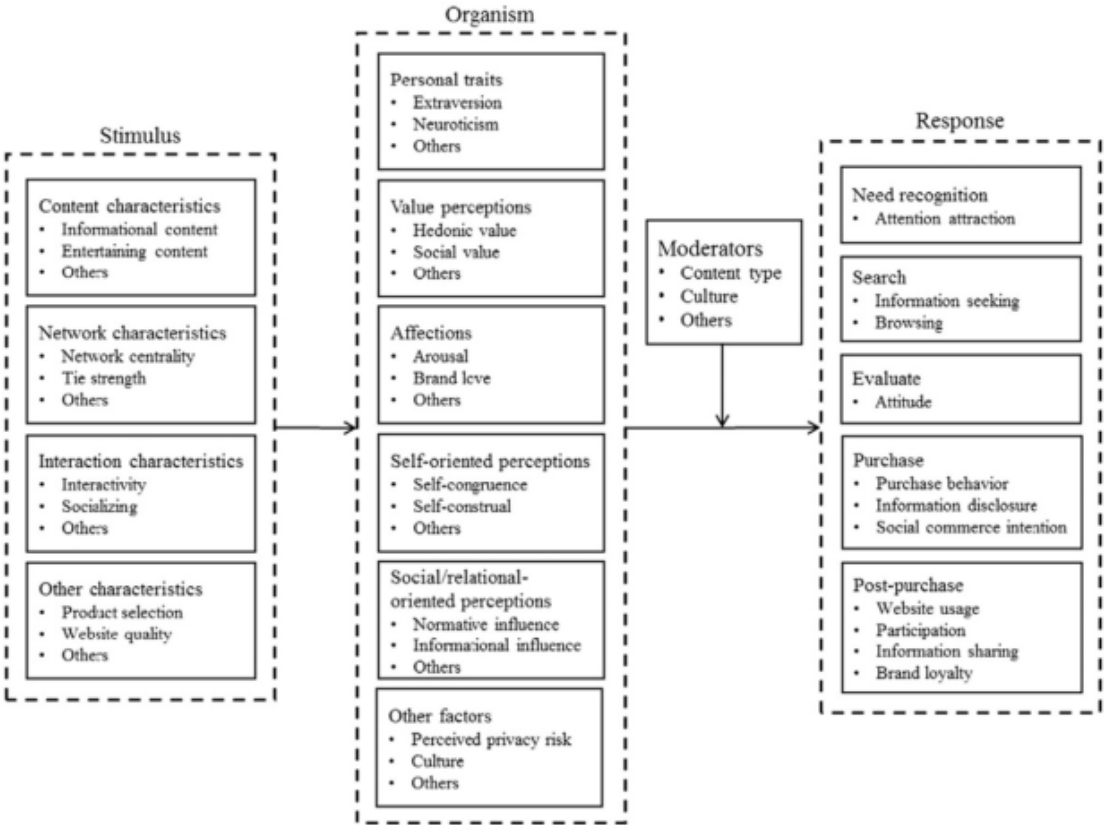 Stimulus
Content characteristics
• Informational content
• Entertaining content
• Others
Network characteristics
• Network centrality
• Tie strength
• Others
Interaction characteristics
• Interactivity
• Socializing
• Others
Other characteristics
• Product selection
• Website quality
• Others
Organism
Personal traits
• Extraversion
• Neuroticism
• Others
Value perceptions
• Hedonic value
• Social value
• Others
Affections
• Arousal
• Brand love
• Others
Self-oriented perceptions
• Self-congruence
• Self-construal
• Others
Social/relational-
oriented perceptions
• Normative influence
• Informational influence
• Others
Other factors
• Perceived privacy risk
• Culture
• Others
Moderators
• Content type
• Culture
• Others
Response
Need recognition
• Attention attraction
Search
• Information seeking
• Browsing
Evaluate
• Attitude
Purchase
• Purchase behavior
• Information disclosure
• Social commerce intention
Post-purchase
• Website usage
• Participation
• Information sharing
• Brand loyalty